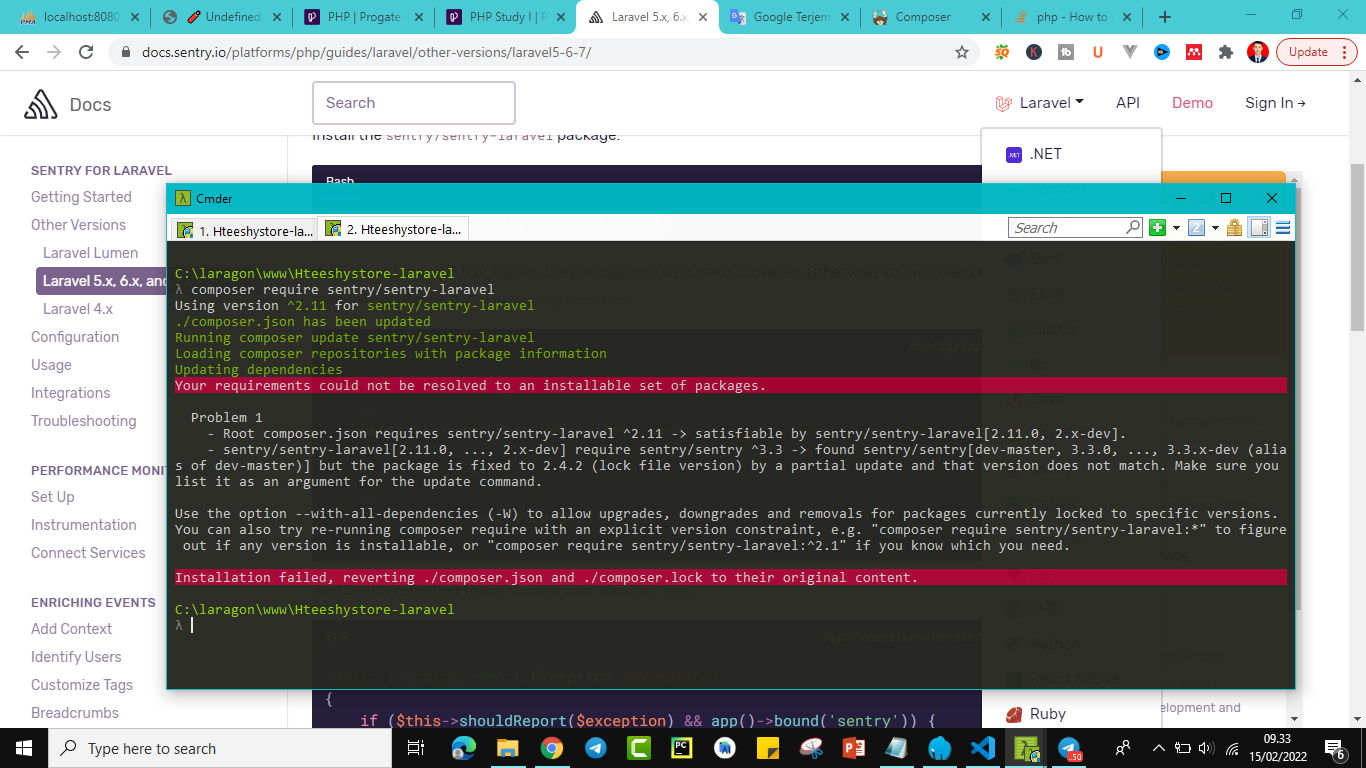 localhost:8080
Undefined
PHP | Progate
PHP Study I | P
Laravel 5.x, 6.x,
Google Terjem
Composer
php - How to
docs.sentry.io/platforms/php/guides/laravel/other-versions/laravel5-6-7/
Update
Docs
Search
Laravel
API
Demo
Sign In →
Install the sentry/sentry-laravel package:
Bash
.NET
SENTRY FOR LARAVEL
Getting Started
Other Versions
Laravel Lumen
Laravel 5.x, 6.x, and
Laravel 4.x
Configuration
Usage
Integrations
Troubleshooting
PERFORMANCE MONIT
Set Up
Instrumentation
Connect Services
ENRICHING EVENTS
Add Context
Identify Users
Customize Tags
Breadcrumbs
Cmder
1. Hteeshystore-la...
2. Hteeshystore-la...
Search
C:\laragon\www\Hteeshystore-laravel
λ composer require sentry/sentry-laravel
Using version ^2.11 for sentry/sentry-laravel
./composer.json has been updated
Running composer update sentry/sentry-laravel
Loading composer repositories with package information
Updating dependencies
Your requirements could not be resolved to an installable set of packages.
Problem 1
- Root composer.json requires sentry/sentry-laravel ^2.11 -> satisfiable by sentry/sentry-laravel[2.11.0, 2.x-dev].
- sentry/sentry-laravel[2.11.0, ..., 2.x-dev] require sentry/sentry ^3.3 -> found sentry/sentry[dev-master, 3.3.0, ..., 3.3.x-dev (alia
s of dev-master)] but the package is fixed to 2.4.2 (lock file version) by a partial update and that version does not match. Make sure you
list it as an argument for the update command.
Use the option --with-all-dependencies (-W) to allow upgrades, downgrades and removals for packages currently locked to specific versions.
You can also try re-running composer require with an explicit version constraint, e.g. "composer require sentry/sentry-laravel:*" to figure
out if any version is installable, or "composer require sentry/sentry-laravel:^2.1" if you know which you need.
Installation failed, reverting ./composer.json and ./composer.lock to their original content.
C:\laragon\www\Hteeshystore-laravel
λ
PHP
Python
React Native
Ruby
{
if ($this->shouldReport($exception) && app()->bound('sentry')) {
elopment and
Type here to search
.50
09.33
15/02/2022
6